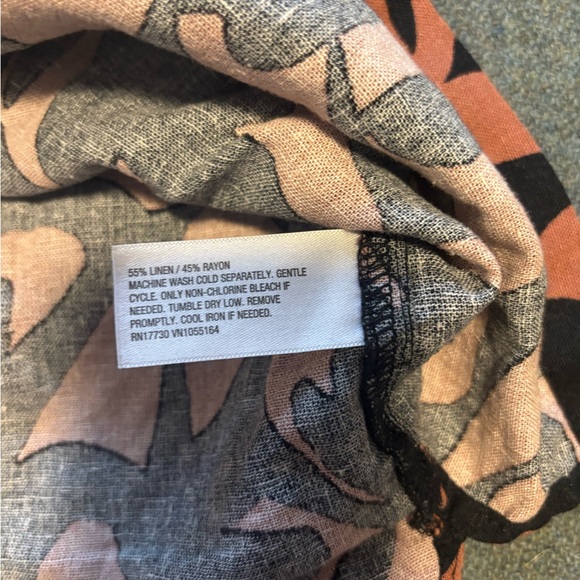 55% LINEN / 45% RAYON
MACHINE WASH COLD SEPARATELY. GENTLE
CYCLE. ONLY NON-CHLORINE BLEACH IF
NEEDED. TUMBLE DRY LOW. REMOVE
PROMPTLY. COOL IRON IF NEEDED.
RN17730 VN1055164